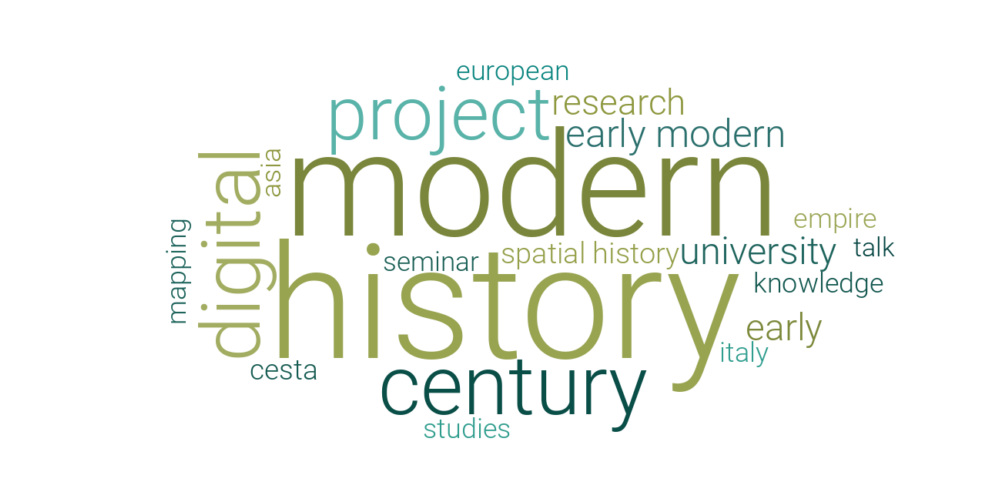 european
project
research
early modern
modern
digital
asia
mapping
empire
university
talk
spatial history
seminar
history
knowledge
early
italy
cesta
century
studies